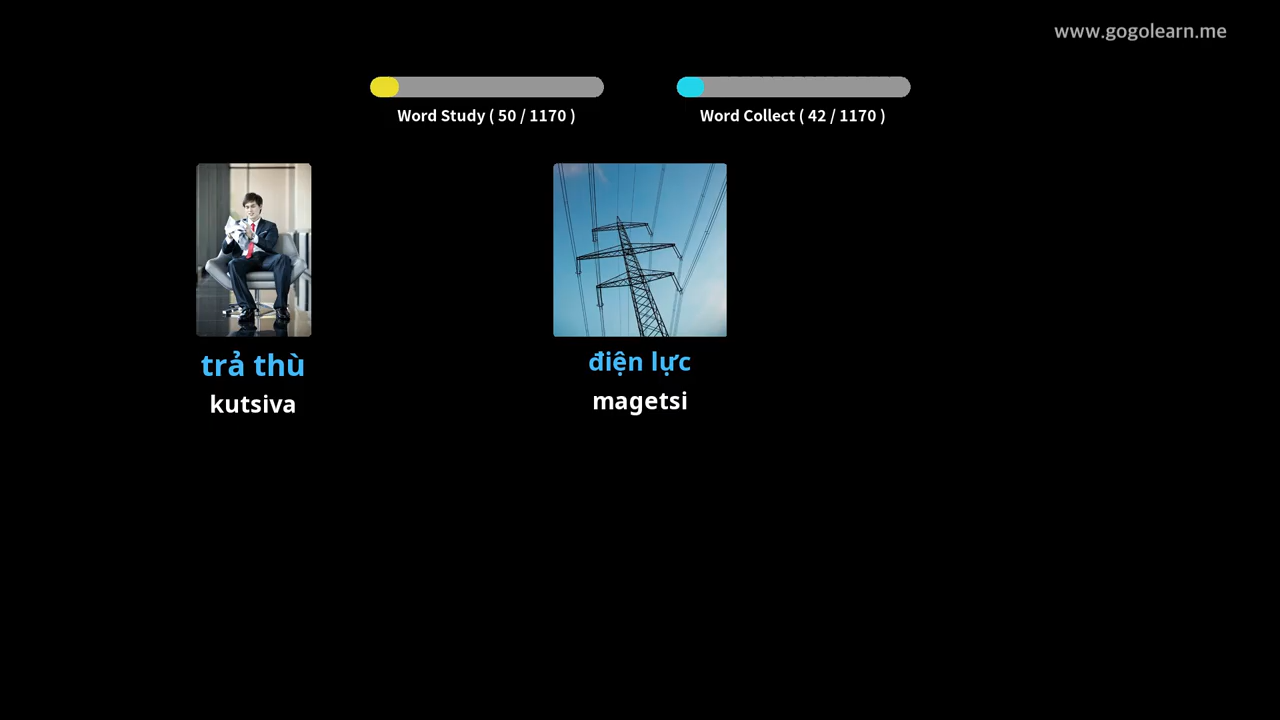 www.gogolearn.me
Word Study ( 50 / 1170 )
Word Collect ( 42 / 1170 )
trả thù
kutsiva
điện lực
magetsi